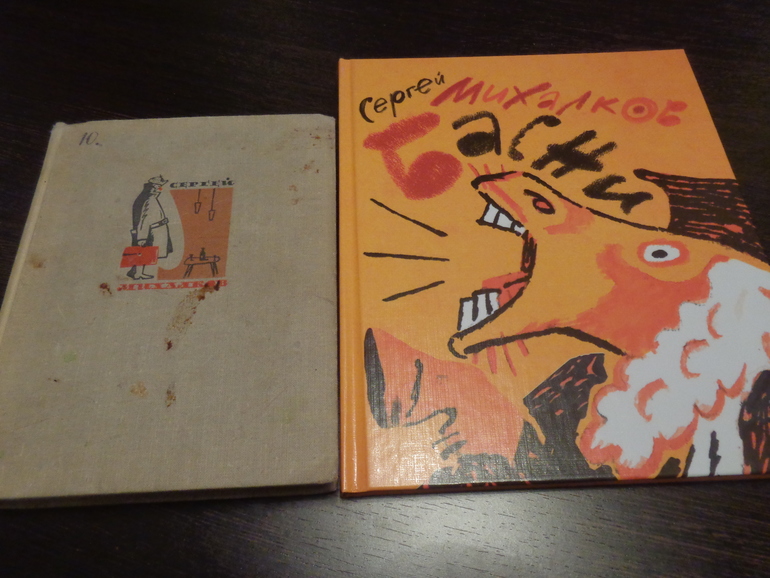 10.
СЕРГЕЙ
МИХАЛКОВ
Сергей
Михалков
Басни